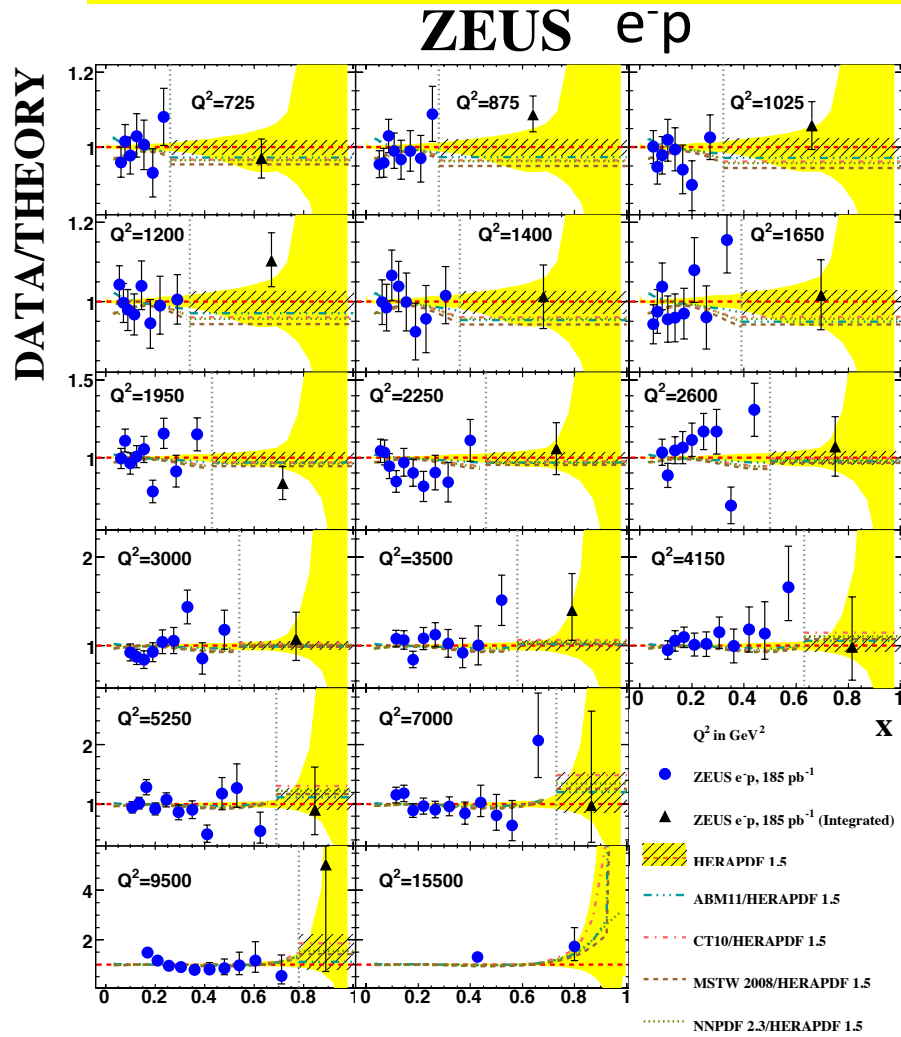 ZEUS e⁻p
DATA/THEORY
1.2
1
Q²=725
Q²=875
Q²=1025
1.2
1
Q²=1200
Q²=1400
Q²=1650
1.5
1
Q²=1950
Q²=2250
Q²=2600
2
1
Q²=3000
Q²=3500
Q²=4150
0 0.2 0.4 0.6 0.8 1
x
2
1
Q²=5250
Q²=7000
4
2
Q²=9500
Q²=15500
0 0.2 0.4 0.6 0.8 1
0 0.2 0.4 0.6 0.8 1
Q² in GeV²
ZEUS e⁻p, 185 pb⁻¹
ZEUS e⁻p, 185 pb⁻¹ (Integrated)
HERAPDF 1.5
ABM11/HERAPDF 1.5
CT10/HERAPDF 1.5
MSTW 2008/HERAPDF 1.5
NNPDF 2.3/HERAPDF 1.5